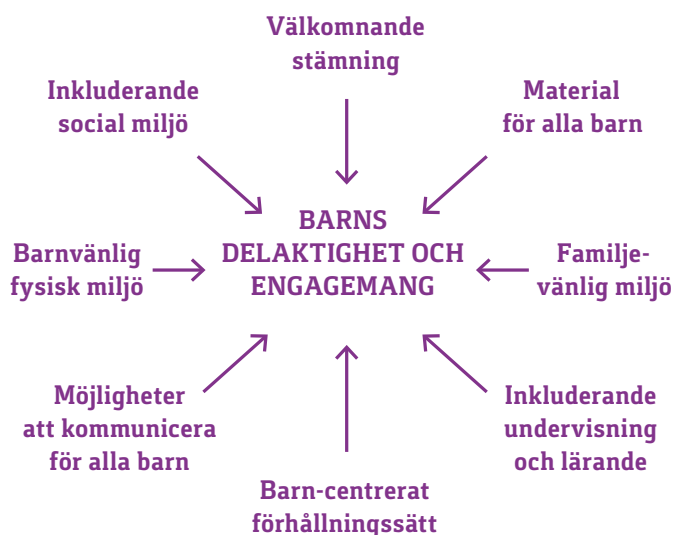 Välkomnande
stämning
Inkluderande
social miljö
Material
för alla barn
BARNS
DELAKTIGHET OCH
ENGAGEMANG
Barnvänlig
fysisk miljö
Familje-
vänlig miljö
Möjligheter
att kommunicera
för alla barn
Inkluderande
undervisning
och lärande
Barn-centrerat
förhållningssätt